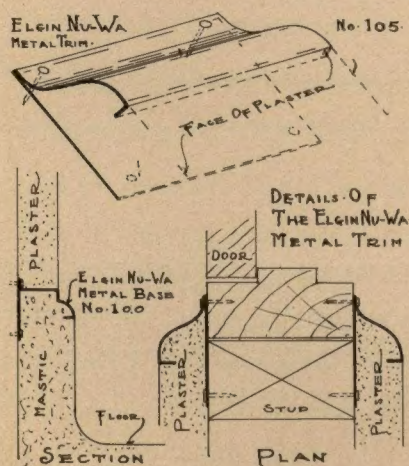 ELGIN NU-WA
METAL TRIM.
No. 105.
FACE OF PLASTER
PLASTER
DETAILS OF
THE ELGIN NU-WA
METAL TRIM
DOOR
ELGIN NU-WA
METAL BASE
No. 100
MASTIC
PLASTER
PLASTER
FLOOR
STUD
SECTION
PLAN